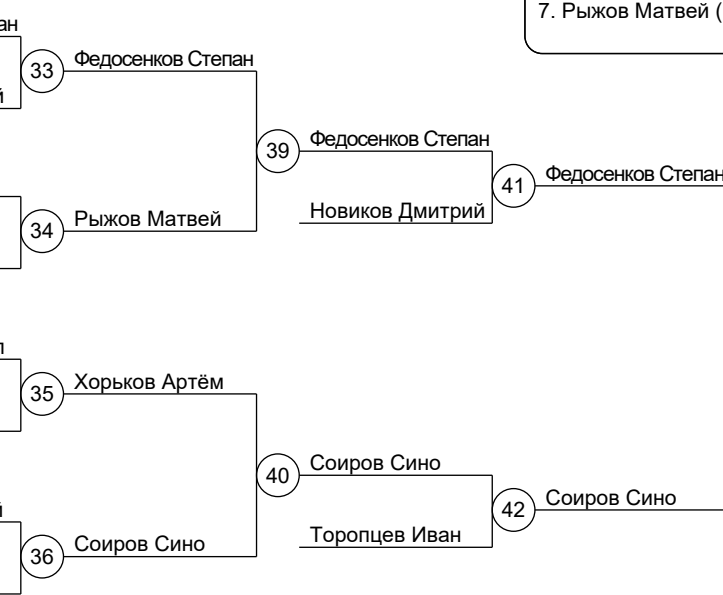 7. Рыжов Матвей (
33 Федосенков Степан
39 Федосенков Степан
41 Федосенков Степан
Новиков Дмитрий
34 Рыжов Матвей
35 Хорьков Артём
40 Соиров Сино
42 Соиров Сино
Торопцев Иван
36 Соиров Сино